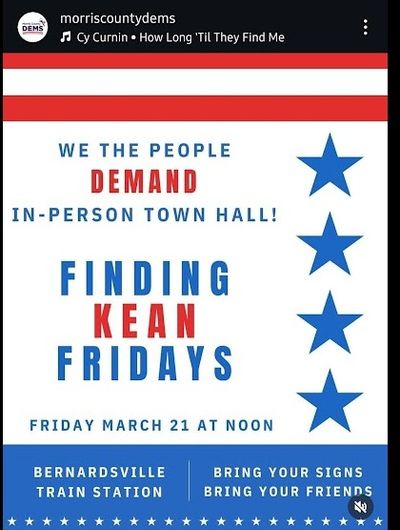 morriscountydems
Cy Curnin • How Long 'Til They Find Me
WE THE PEOPLE
DEMAND
IN-PERSON TOWN HALL!
FINDING
KEAN
FRIDAYS
FRIDAY MARCH 21 AT NOON
BERNARDSVILLE
TRAIN STATION
BRING YOUR SIGNS
BRING YOUR FRIENDS